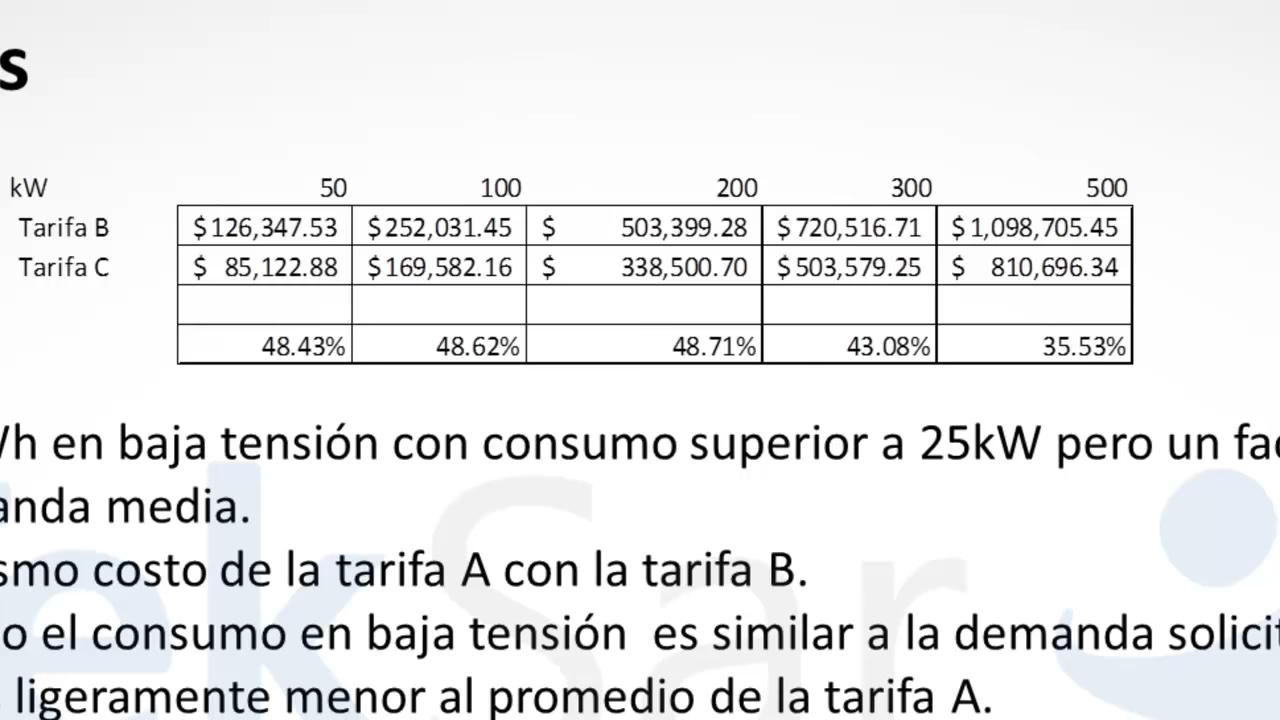 s
kW 50 100 200 300 500
Tarifa B $126,347.53 $252,031.45 $ 503,399.28 $720,516.71 $1,098,705.45
Tarifa C $ 85,122.88 $169,582.16 $ 338,500.70 $503,579.25 $ 810,696.34
48.43% 48.62% 48.71% 43.08% 35.53%
h en baja tensión con consumo superior a 25kW pero un fac
anda media.
smo costo de la tarifa A con la tarifa B.
o el consumo en baja tensión es similar a la demanda solicit
ligeramente menor al promedio de la tarifa A.
ekSar